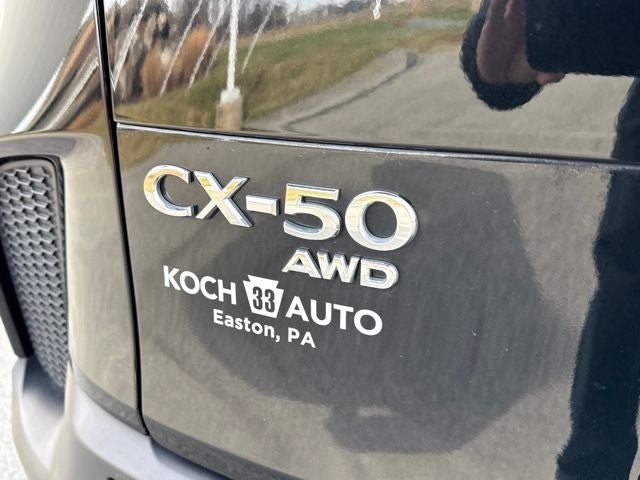 CX-50
AWD
KOCH 33 AUTO
Easton, PA